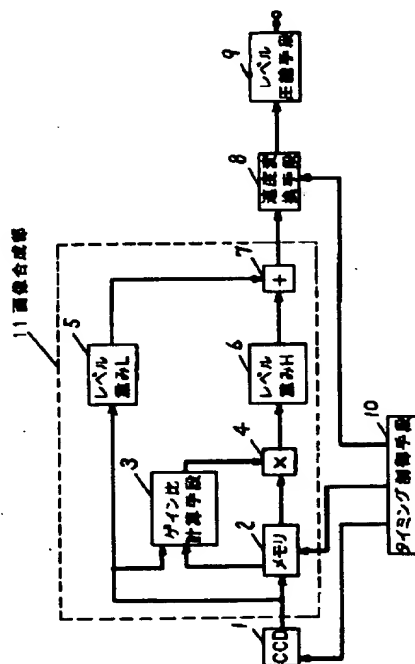 11 画像合成部
1
CCD
2
メモリ
3
ゲイン比
計算手段
4
×
5
レベル
重みL
6
レベル
重みH
7
+
8
速度変
換手段
9
レベル
圧縮手段
10
タイミング制御手段